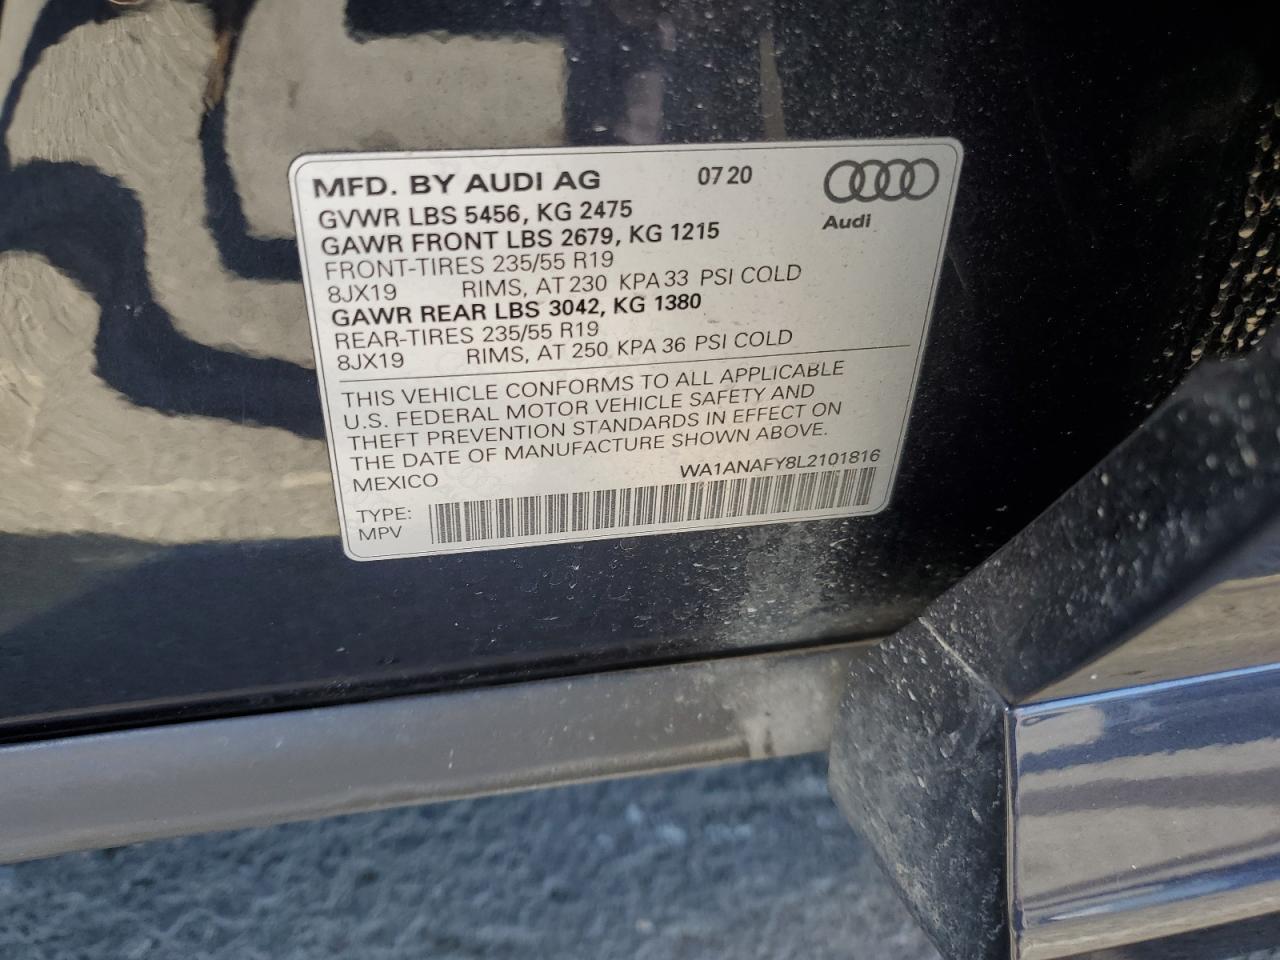 MFD. BY AUDI AG 07 20
Audi
GVWR LBS 5456, KG 2475
GAWR FRONT LBS 2679, KG 1215
FRONT-TIRES 235/55 R19
8JX19 RIMS, AT 230 KPA 33 PSI COLD
GAWR REAR LBS 3042, KG 1380
REAR-TIRES 235/55 R19
8JX19 RIMS, AT 250 KPA 36 PSI COLD
THIS VEHICLE CONFORMS TO ALL APPLICABLE
U.S. FEDERAL MOTOR VEHICLE SAFETY AND
THEFT PREVENTION STANDARDS IN EFFECT ON
THE DATE OF MANUFACTURE SHOWN ABOVE.
MEXICO WA1ANAFY8L2101816
TYPE:
MPV